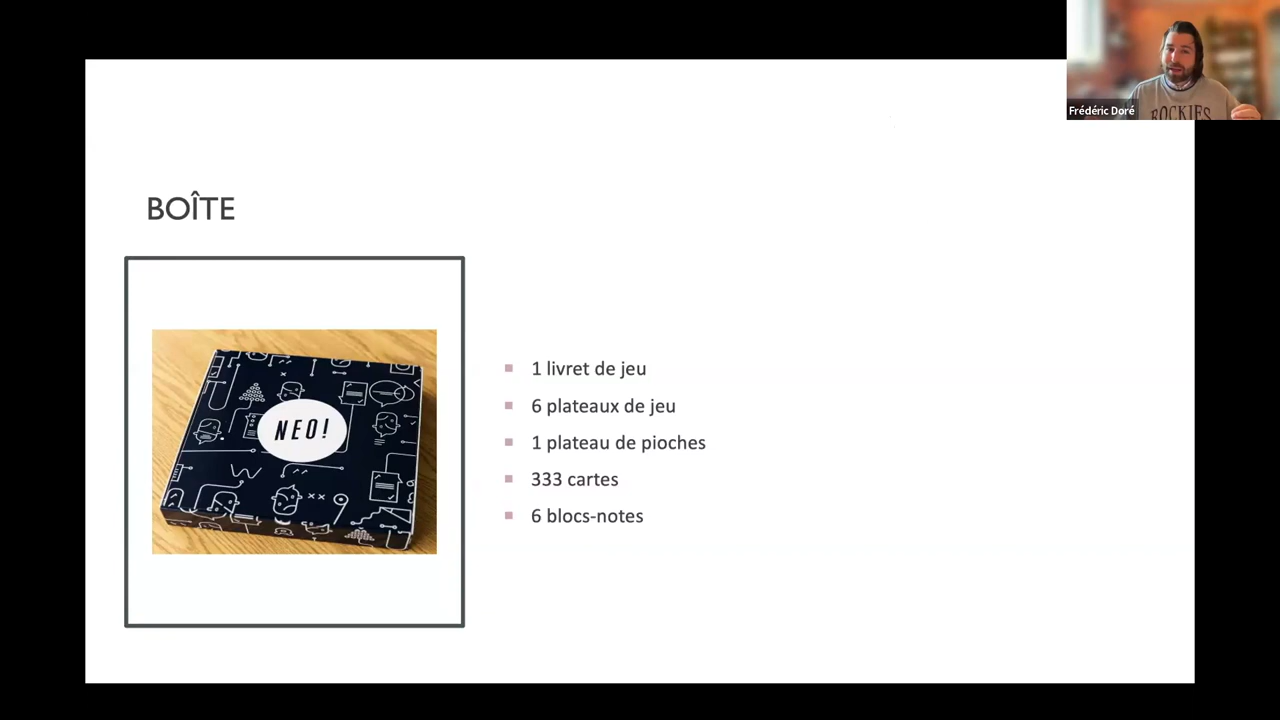 Frédéric Doré
ROCKIES
BOÎTE
NEO!
1 livret de jeu
6 plateaux de jeu
1 plateau de pioches
333 cartes
6 blocs-notes